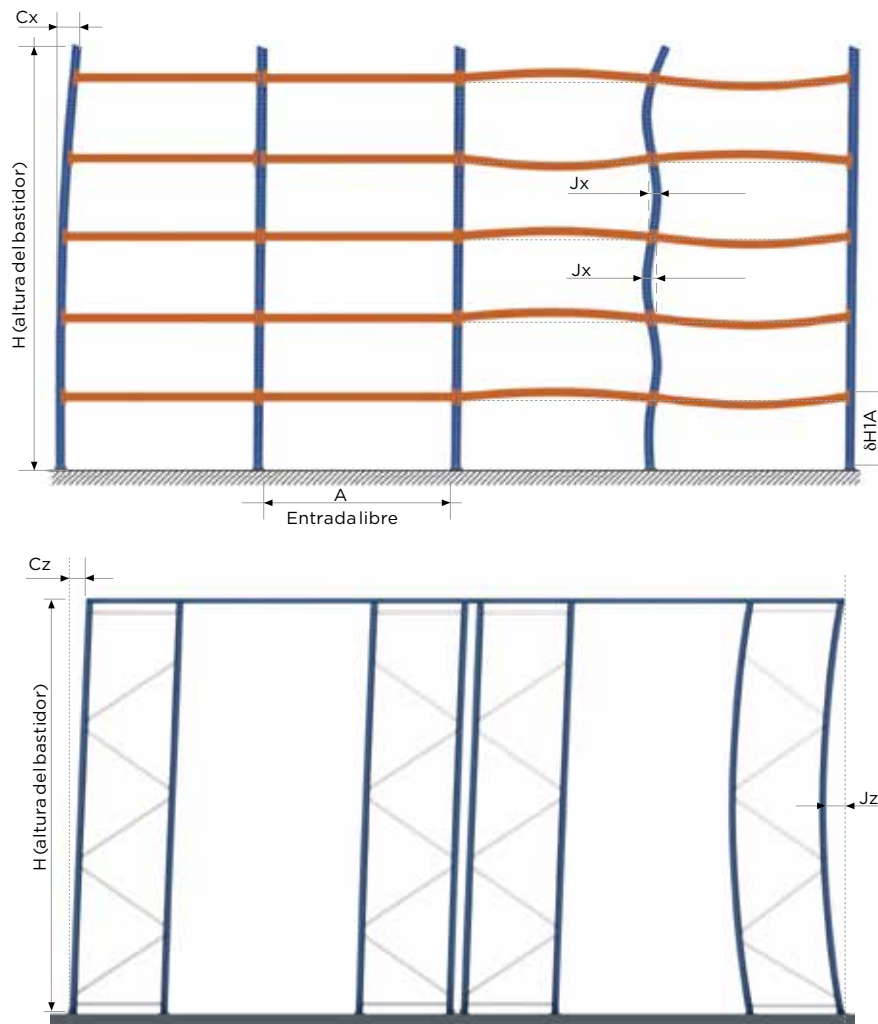 Cx
H (altura del bastidor)
Jx
Jx
δH1A
A
Entrada libre
Cz
H (altura del bastidor)
Jz